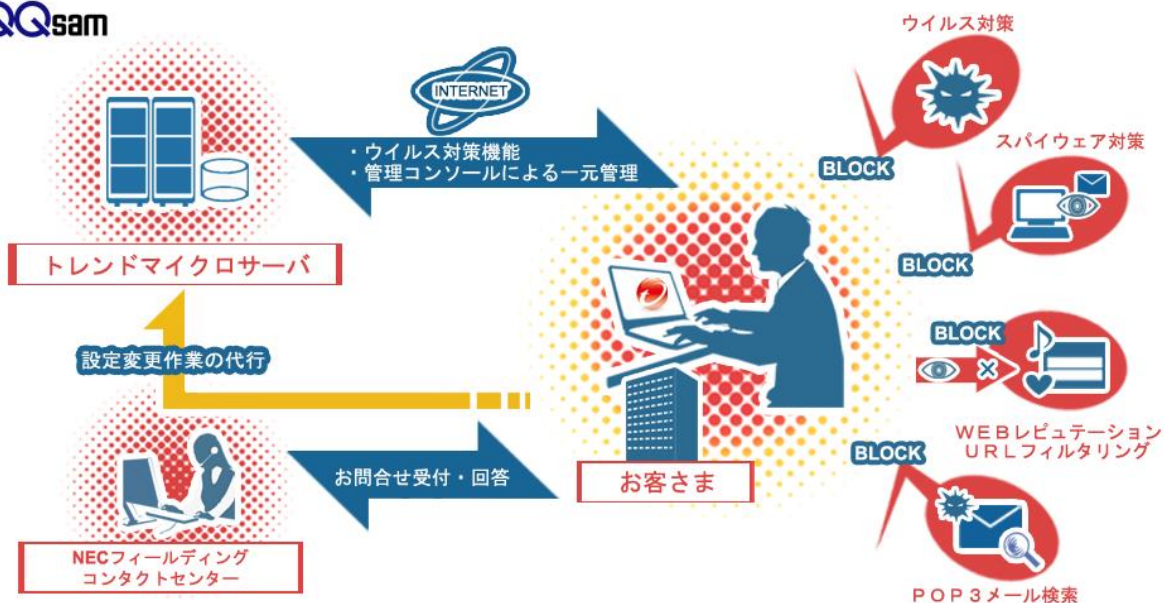 QQsam
ウイルス対策
INTERNET
・ウイルス対策機能
・管理コンソールによる一元管理
BLOCK
スパイウェア対策
BLOCK
トレンドマイクロサーバ
設定変更作業の代行
BLOCK
WEBレピュテーション
URLフィルタリング
お問合せ受付・回答
お客さま
BLOCK
NECフィールディング
コンタクトセンター
POP3メール検索